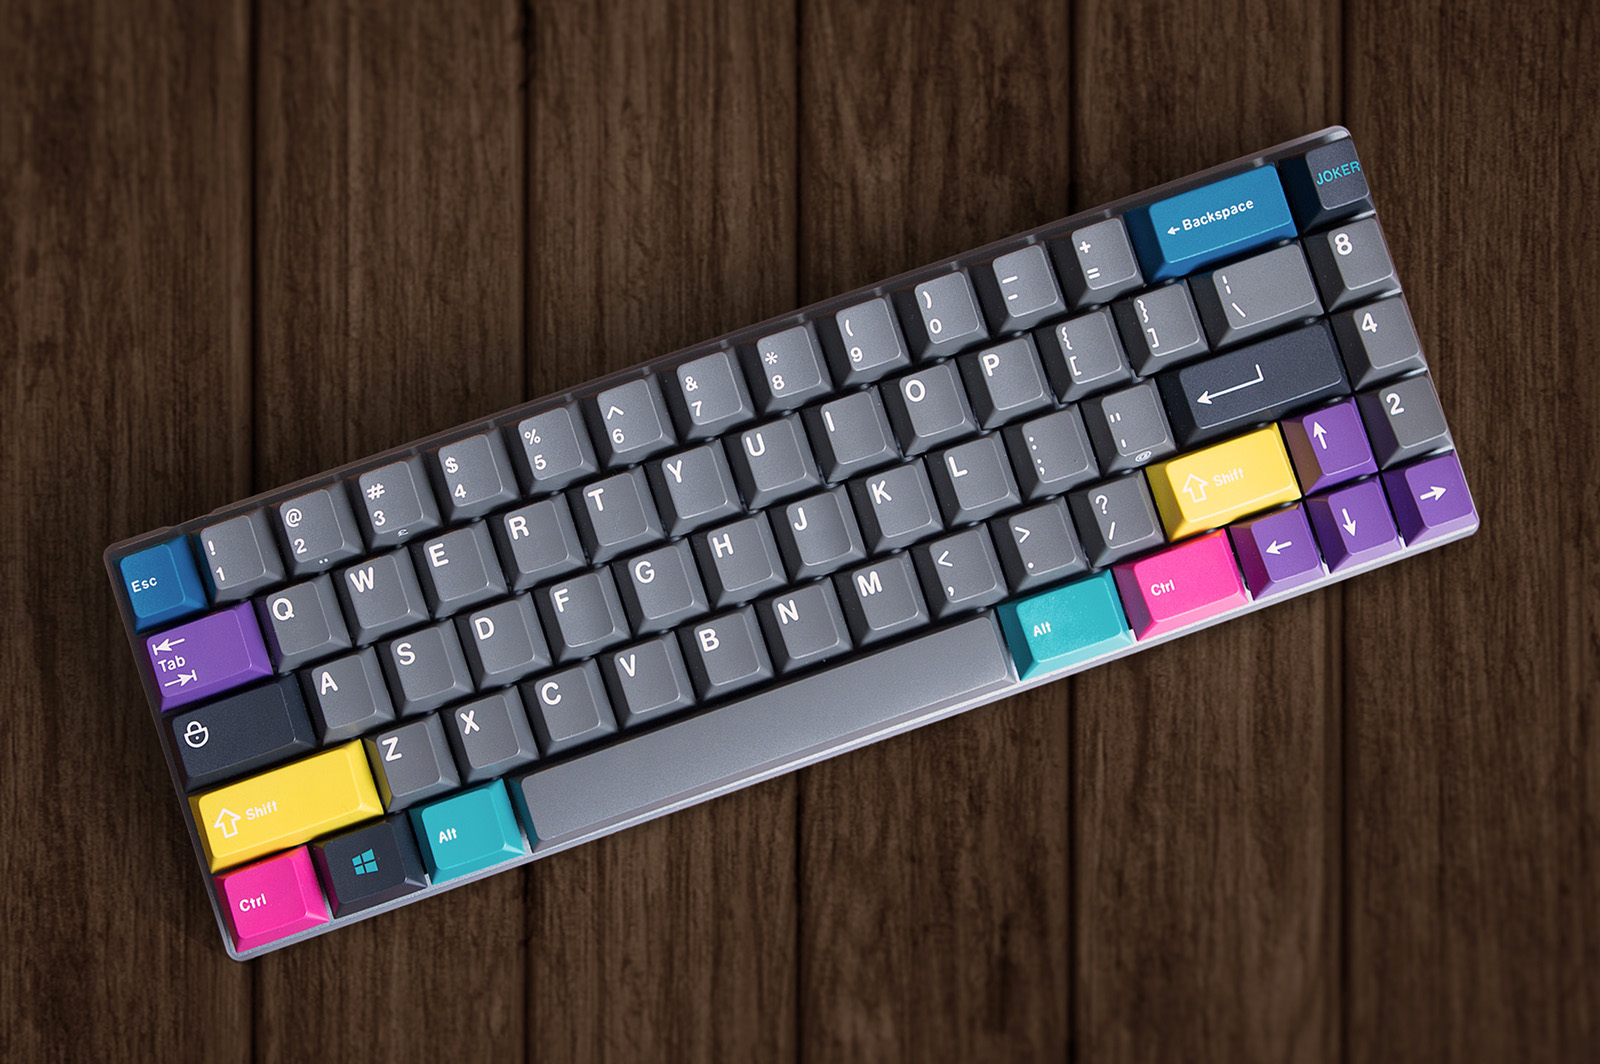 Esc ! 1 @ 2 # 3 $ 4 % 5 ^ 6 & 7 * 8 ( 9 ) 0 _ - + = ← Backspace JOKER
Tab Q W E R T Y U I O P { [ } ] ¦ \ 8
A S D F G H J K L : ; " ' 4
Shift Z X C V B N M < , > . ? / Shift ↑ 2
Ctrl Alt Alt Ctrl ← ↓ →